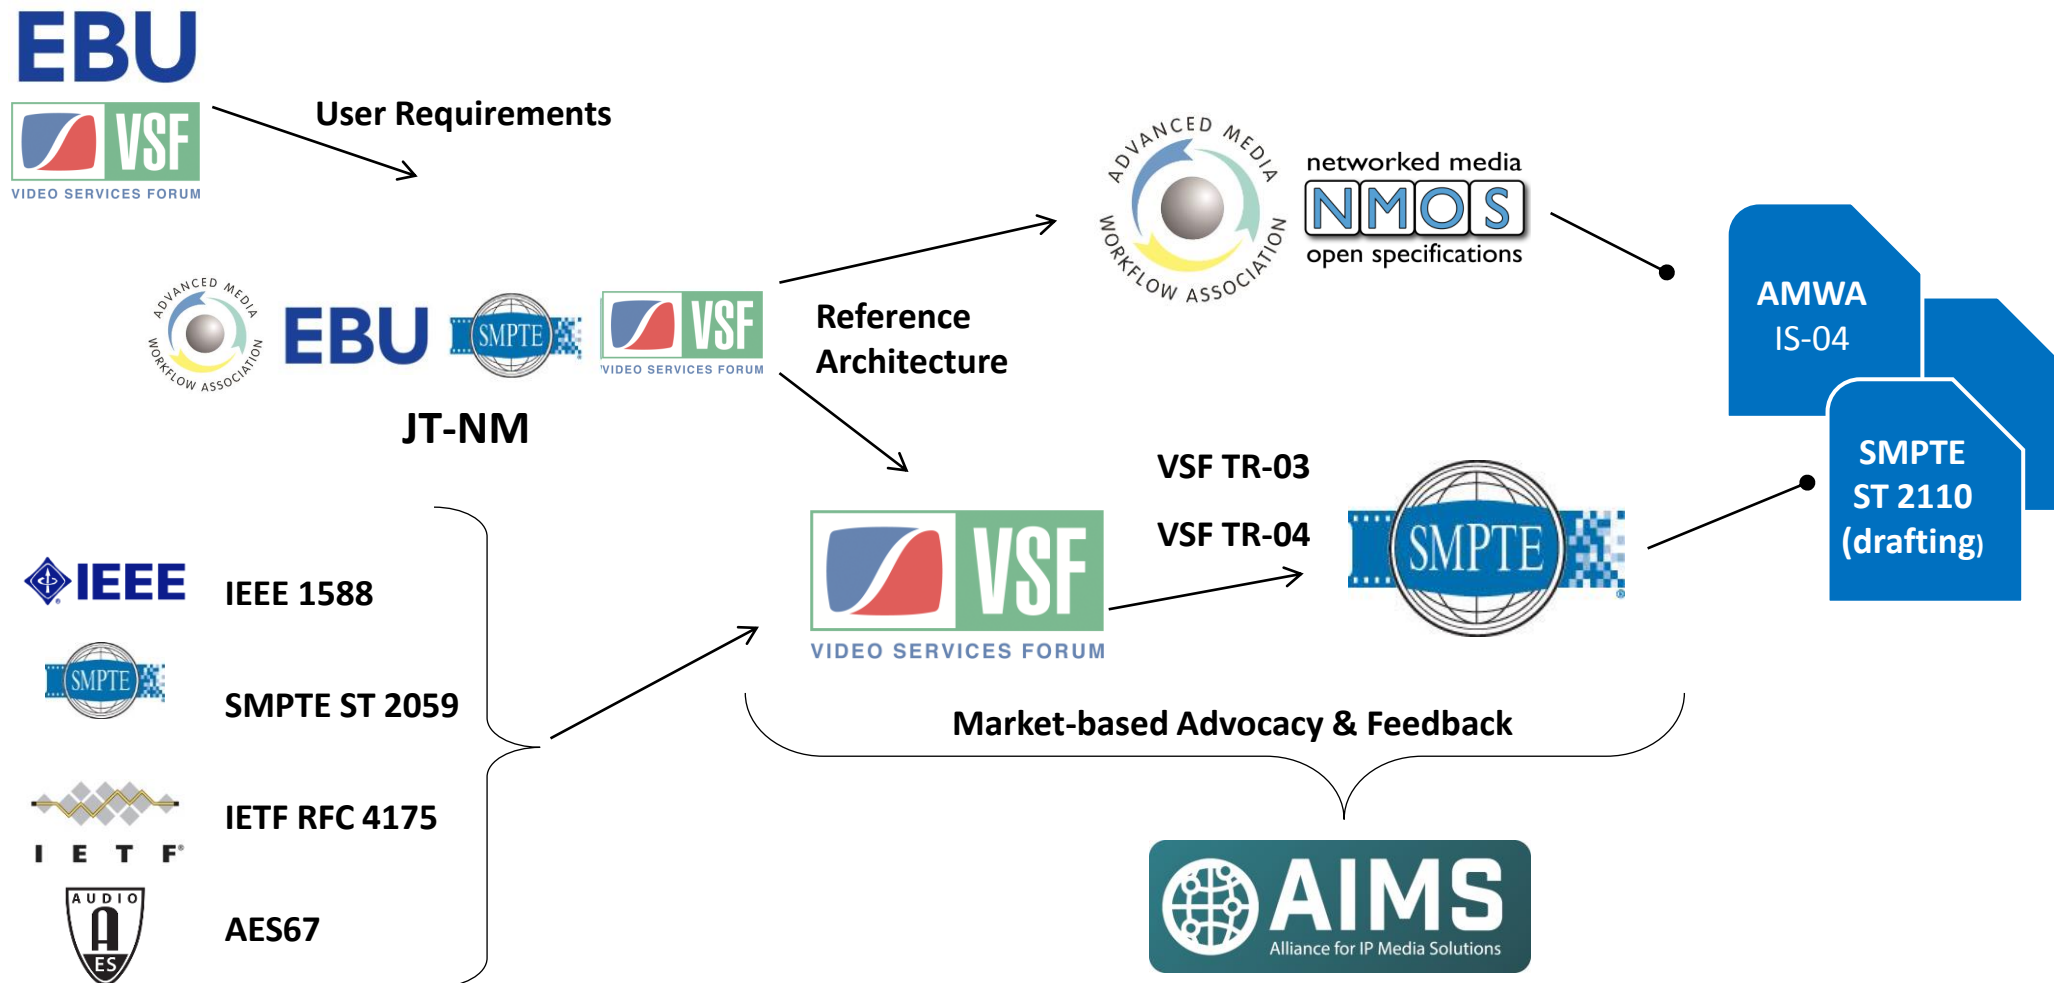 EBU
VSF
VIDEO SERVICES FORUM
User Requirements
ADVANCED MEDIA
WORKFLOW ASSOCIATION
networked media
NMOS
open specifications
AMWA
IS-04
ADVANCED MEDIA
WORKFLOW ASSOCIATION
EBU
SMPTE
VSF
VIDEO SERVICES FORUM
JT-NM
Reference
Architecture
VSF TR-03
VSF TR-04
VSF
VIDEO SERVICES FORUM
SMPTE
®
SMPTE
ST 2110
(drafting)
IEEE
®
IEEE 1588
SMPTE
SMPTE ST 2059
IETF®
IETF RFC 4175
AUDIO
A
ES
AES67
Market-based Advocacy & Feedback
AIMS
Alliance for IP Media Solutions